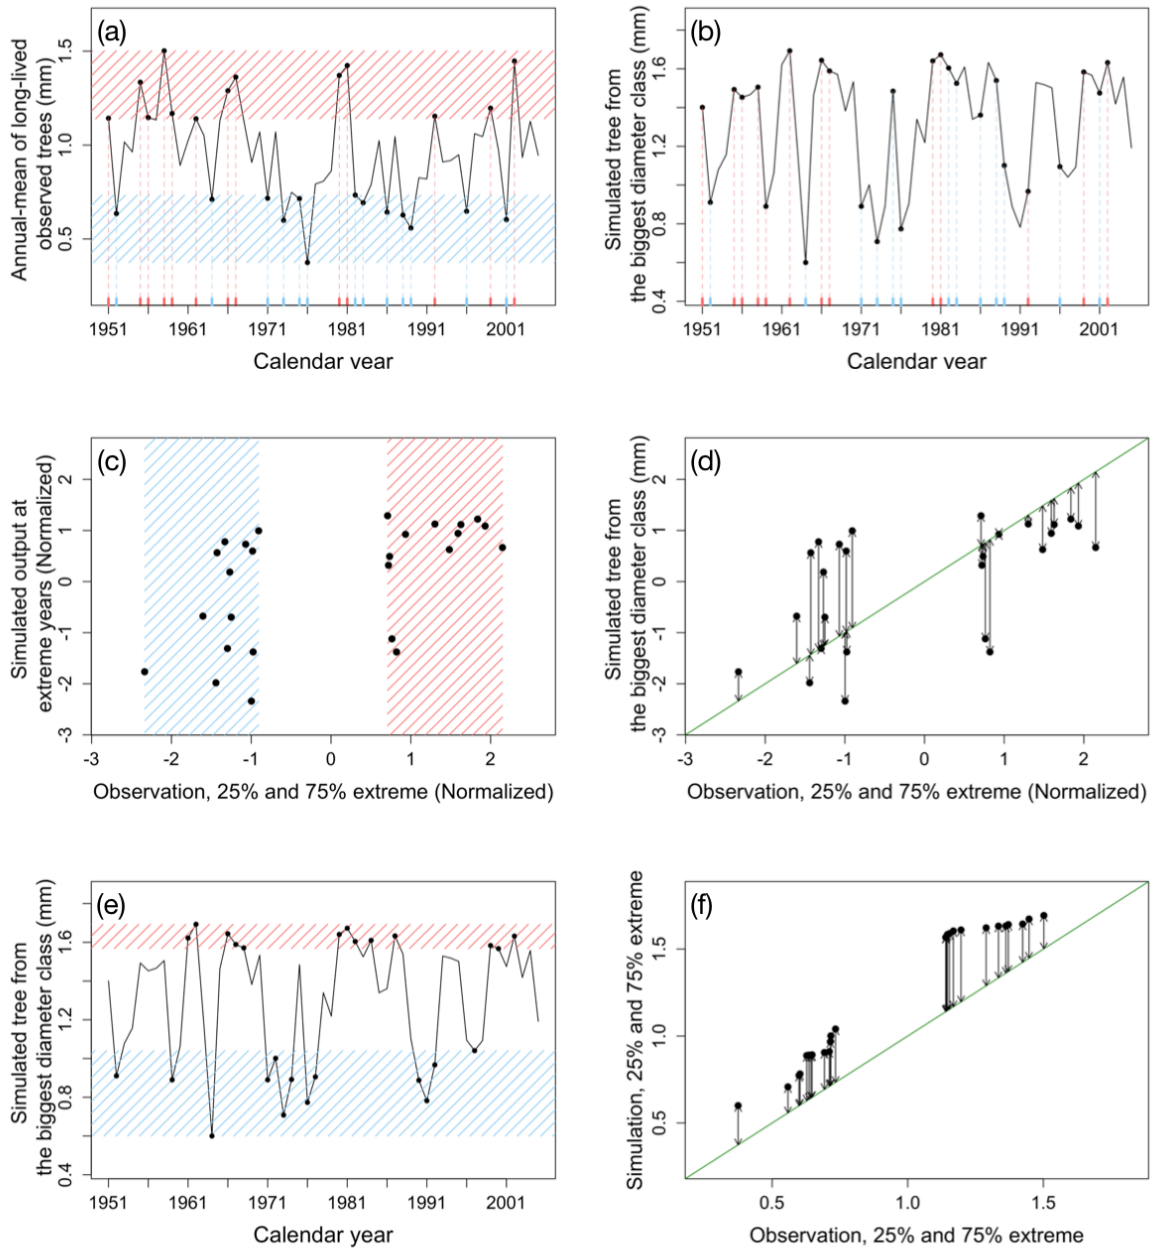 (a)
Annual-mean of long-lived
observed trees (mm)
1.5
1.0
0.5
1951 1961 1971 1981 1991 2001
Calendar year
(b)
Simulated tree from
the biggest diameter class (mm)
1.6
1.2
0.8
0.4
1951 1961 1971 1981 1991 2001
Calendar year
(c)
Simulated output at
extreme years (Normalized)
2
1
0
-1
-2
-3
-3 -2 -1 0 1 2
Observation, 25% and 75% extreme (Normalized)
(d)
Simulated tree from
the biggest diameter class (mm)
2
1
0
-1
-2
-3
-3 -2 -1 0 1 2
Observation, 25% and 75% extreme (Normalized)
(e)
Simulated tree from
the biggest diameter class (mm)
1.6
1.2
0.8
0.4
1951 1961 1971 1981 1991 2001
Calendar year
(f)
Simulation, 25% and 75% extreme
1.5
1.0
0.5
0.5 1.0 1.5
Observation, 25% and 75% extreme